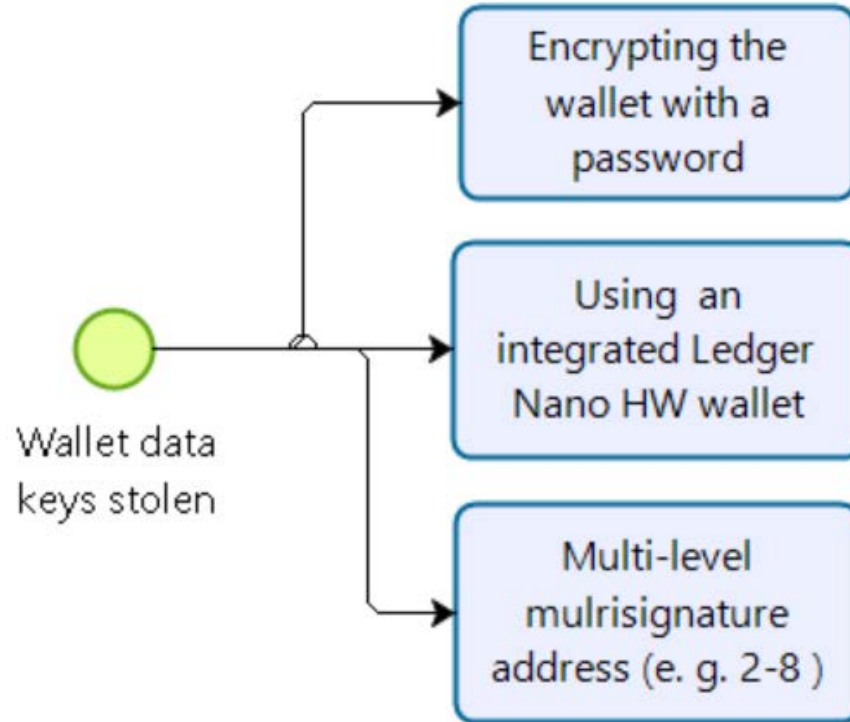 Encrypting the
wallet with a
password
Using an
integrated Ledger
Nano HW wallet
Wallet data
keys stolen
Multi-level
mulrisignature
address (e. g. 2-8 )